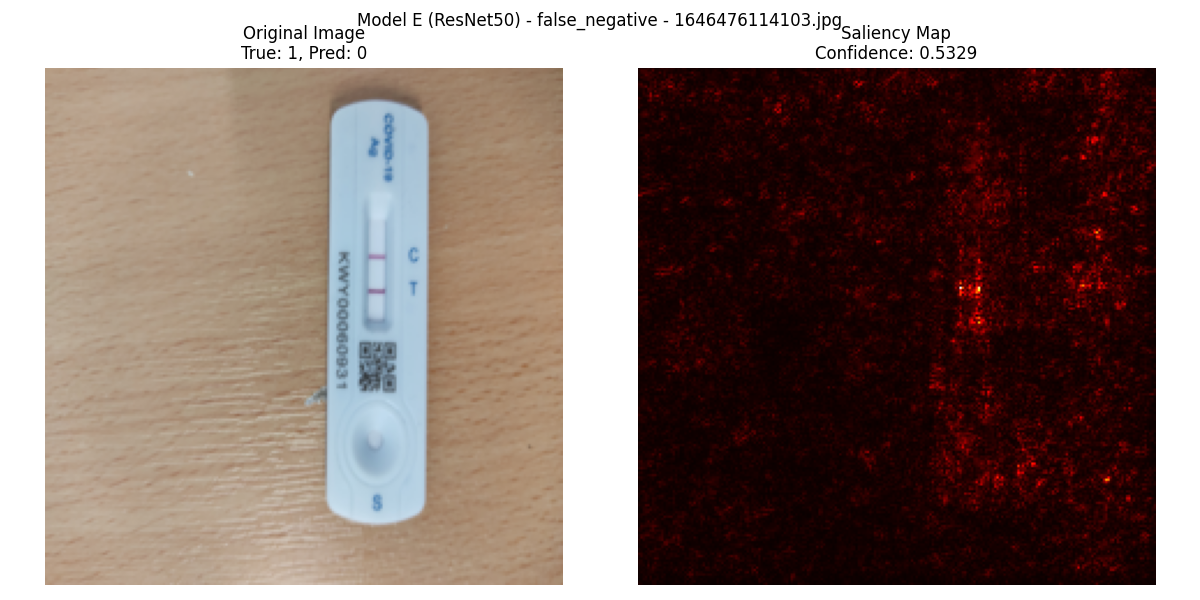 Model E (ResNet50) - false_negative - 1646476114103.jpg
Original Image
True: 1, Pred: 0
Saliency Map
Confidence: 0.5329
COVID-19
Ag
C
T
KWY00060931
S